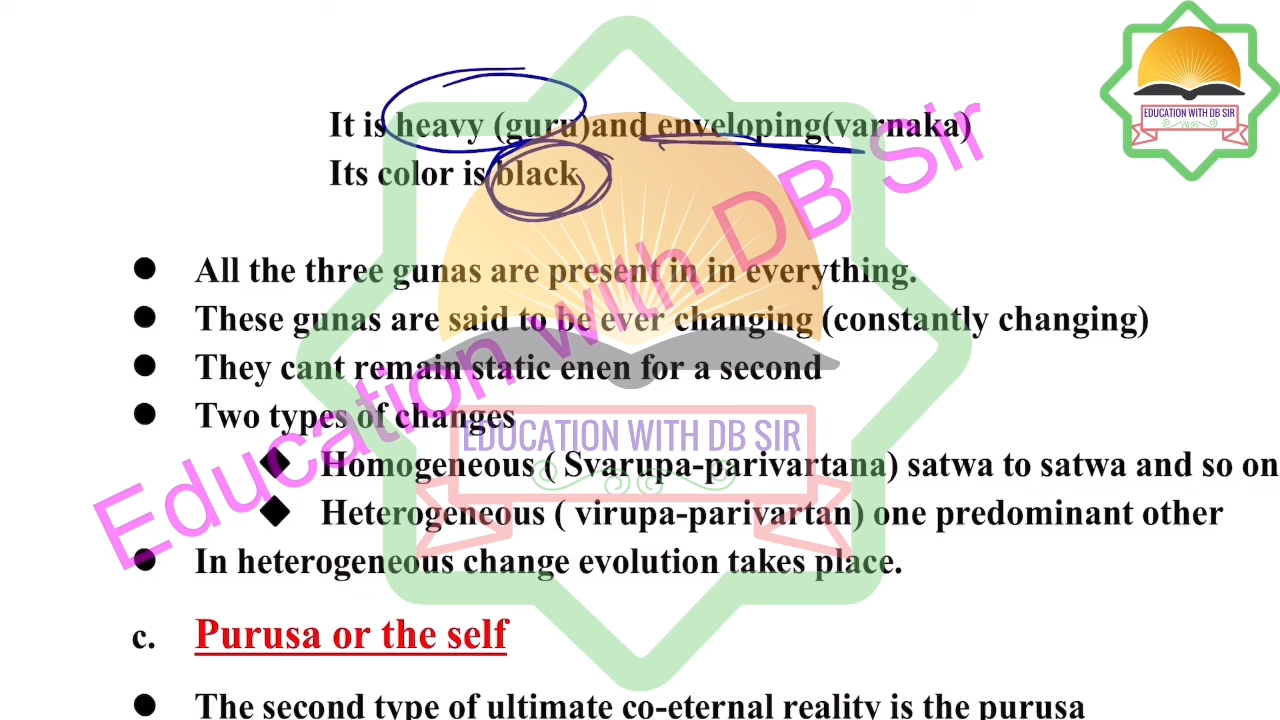 It is heavy (guru)and enveloping(varnaka)
Its color is black
EDUCATION WITH DB SIR
● All the three gunas are present in in everything.
● These gunas are said to be ever changing (constantly changing)
● They cant remain static enen for a second
● Two types of changes
◆ Homogeneous ( Svarupa-parivartana) satwa to satwa and so on
◆ Heterogeneous ( virupa-parivartan) one predominant other
● In heterogeneous change evolution takes place.
c. Purusa or the self
● The second type of ultimate co-eternal reality is the purusa
Education with DB Sir
EDUCATION WITH DB SIR